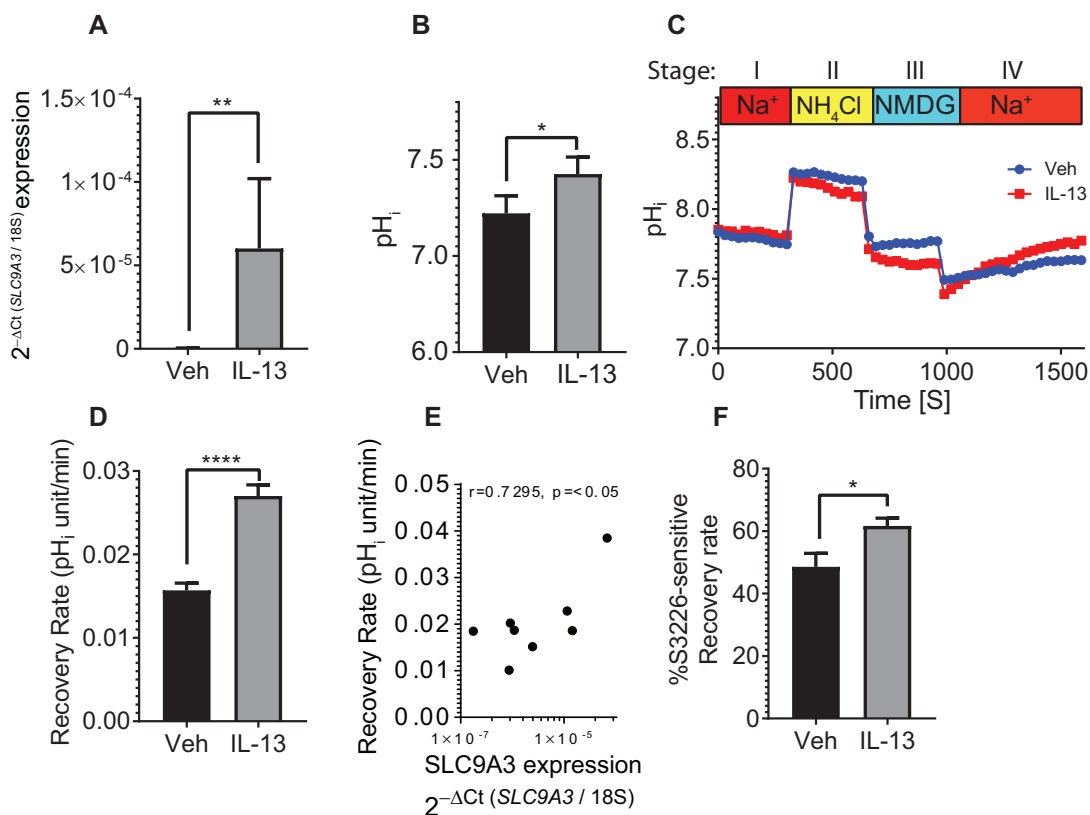 A
2^−ΔCt (SLC9A3 / 18S) expression
1.5×10⁻⁴
1×10⁻⁴
5×10⁻⁵
0
**
Veh IL-13
B
pHᵢ
7.5
7.0
6.0
*
Veh IL-13
C
Stage: I II III IV
Na⁺ NH₄Cl NMDG Na⁺
Veh
IL-13
pHᵢ
8.5
8.0
7.5
7.0
0 500 1000 1500
Time [S]
D
Recovery Rate (pHᵢ unit/min)
0.03
0.02
0.01
0.00
****
Veh IL-13
E
Recovery Rate (pHᵢ unit/min)
r=0.7295, p=<0.05
0.05
0.04
0.03
0.02
0.01
0.00
1×10⁻⁷ 1×10⁻⁵
SLC9A3 expression
2^−ΔCt (SLC9A3 / 18S)
F
%S3226-sensitive
Recovery rate
80
60
40
20
0
*
Veh IL-13